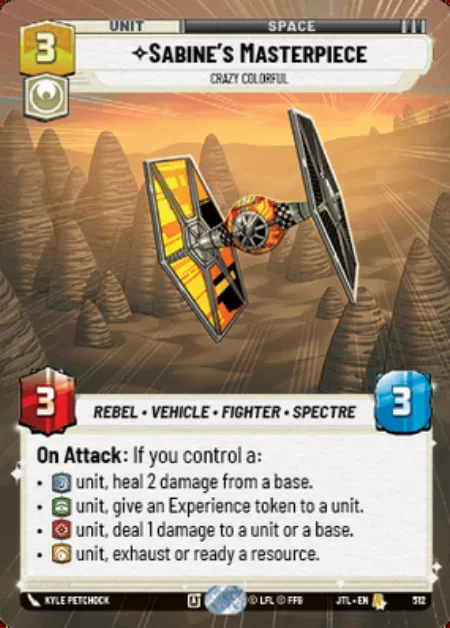 UNIT
SPACE
3
✧SABINE'S MASTERPIECE
CRAZY COLORFUL
3
REBEL • VEHICLE • FIGHTER • SPECTRE
3
On Attack: If you control a:
• unit, heal 2 damage from a base.
• unit, give an Experience token to a unit.
• unit, deal 1 damage to a unit or a base.
• unit, exhaust or ready a resource.
KYLE PETCHOCK
A
© LFL © FFG
JTL • EN
512